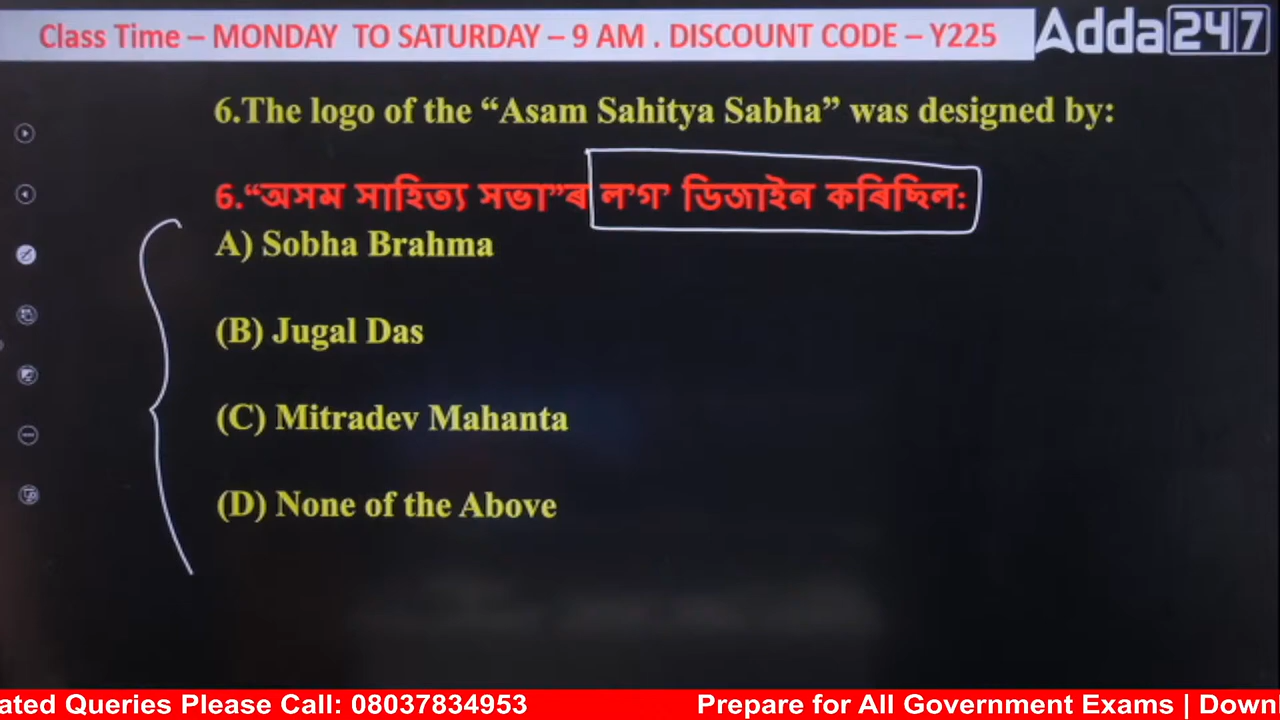 Class Time – MONDAY TO SATURDAY – 9 AM . DISCOUNT CODE – Y225
Adda247
6.The logo of the “Asam Sahitya Sabha” was designed by:
6.“অসম সাহিত্য সভা”ৰ ল’গ’ ডিজাইন কৰিছিল:
A) Sobha Brahma
(B) Jugal Das
(C) Mitradev Mahanta
(D) None of the Above
ated Queries Please Call: 08037834953 Prepare for All Government Exams | Down